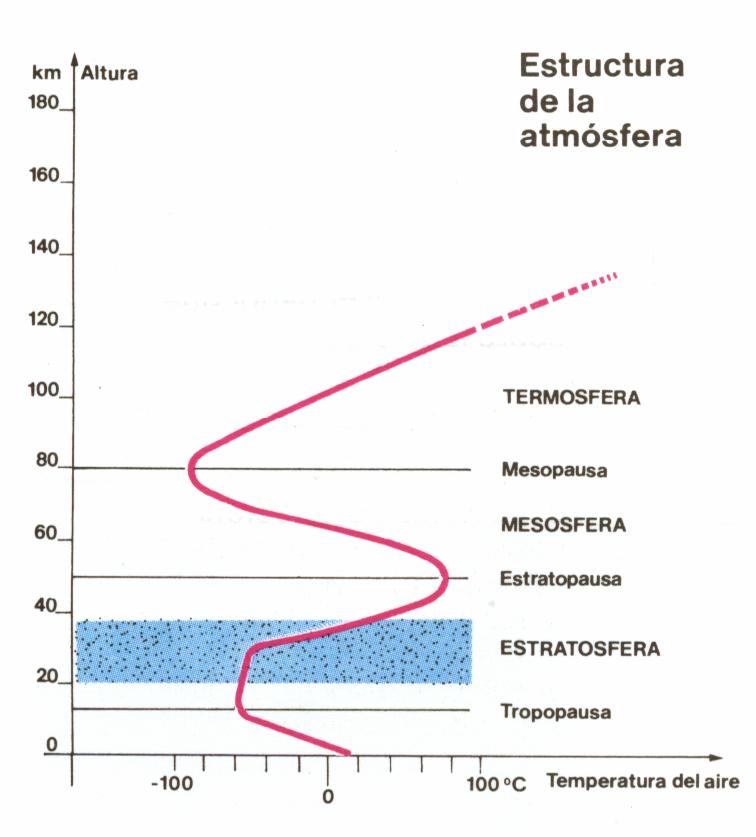 Estructura
de la
atmósfera
km Altura
180
160
140
120
100
TERMOSFERA
80
Mesopausa
MESOSFERA
60
Estratopausa
40
ESTRATOSFERA
20
Tropopausa
0
-100
0
100 ºC
Temperatura del aire